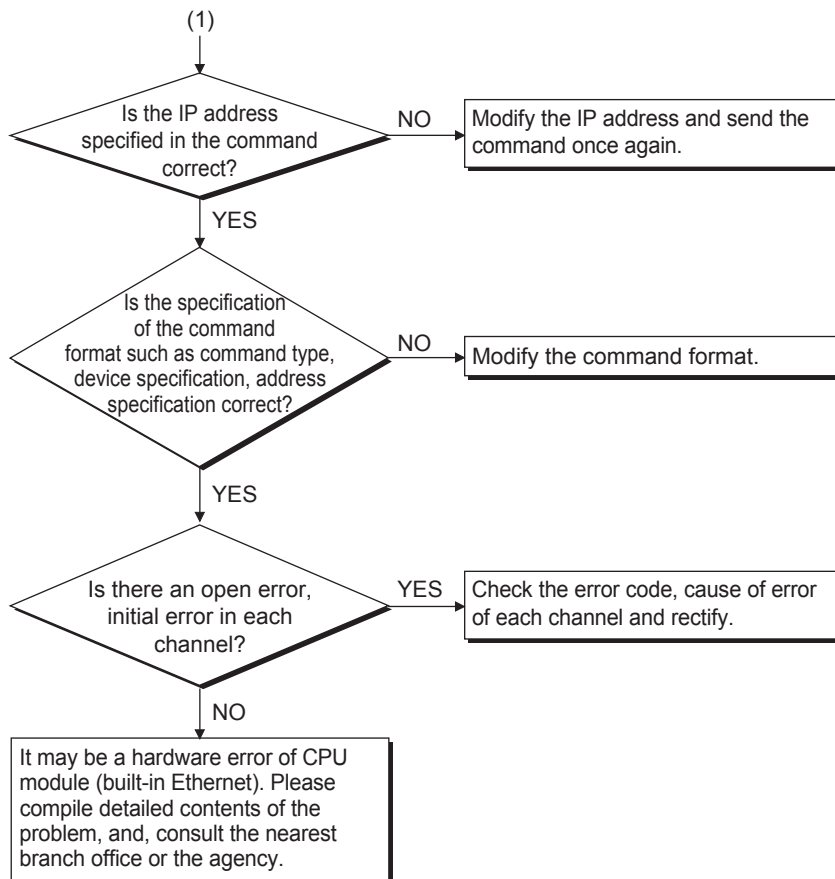 (1)
Is the IP address
specified in the command
correct?
NO
Modify the IP address and send the
command once again.
YES
Is the specification
of the command
format such as command type,
device specification, address
specification correct?
NO
Modify the command format.
YES
Is there an open error,
initial error in each
channel?
YES
Check the error code, cause of error
of each channel and rectify.
NO
It may be a hardware error of CPU
module (built-in Ethernet). Please
compile detailed contents of the
problem, and, consult the nearest
branch office or the agency.